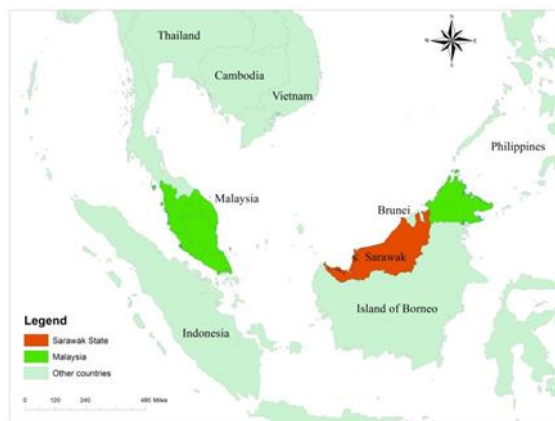 N
W
E
S
Thailand
Cambodia
Vietnam
Philippines
Malaysia
Brunei
Sarawak
Island of Borneo
Indonesia
Legend
Sarawak State
Malaysia
Other countries
0 120 240 480 Miles